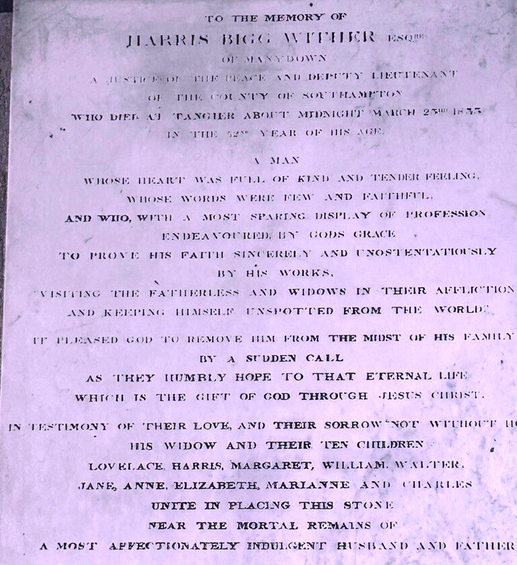 TO THE MEMORY OF
HARRIS BIGG WITHER ESQRE
OF MANYDOWN
A JUSTICE OF THE PEACE AND DEPUTY LIEUTENANT
OF THE COUNTY OF SOUTHAMPTON
WHO DIED AT TANGIER ABOUT MIDNIGHT MARCH 25TH 1833
IN THE 52ND YEAR OF HIS AGE.
A MAN
WHOSE HEART WAS FULL OF KIND AND TENDER FEELING,
WHOSE WORDS WERE FEW AND FAITHFUL,
AND WHO, WITH A MOST SPARING DISPLAY OF PROFESSION
ENDEAVOURED, BY GODS GRACE
TO PROVE HIS FAITH SINCERELY AND UNOSTENTATIOUSLY
BY HIS WORKS,
"VISITING THE FATHERLESS AND WIDOWS IN THEIR AFFLICTION
AND KEEPING HIMSELF UNSPOTTED FROM THE WORLD"
IT PLEASED GOD TO REMOVE HIM FROM THE MIDST OF HIS FAMILY
BY A SUDDEN CALL
AS THEY HUMBLY HOPE TO THAT ETERNAL LIFE
WHICH IS THE GIFT OF GOD THROUGH JESUS CHRIST.
IN TESTIMONY OF THEIR LOVE, AND THEIR SORROW "NOT WITHOUT HO
HIS WIDOW AND THEIR TEN CHILDREN
LOVELACE, HARRIS, MARGARET, WILLIAM, WALTER,
JANE, ANNE, ELIZABETH, MARIANNE AND CHARLES
UNITE IN PLACING THIS STONE
NEAR THE MORTAL REMAINS OF
A MOST AFFECTIONATELY INDULGENT HUSBAND AND FATHER